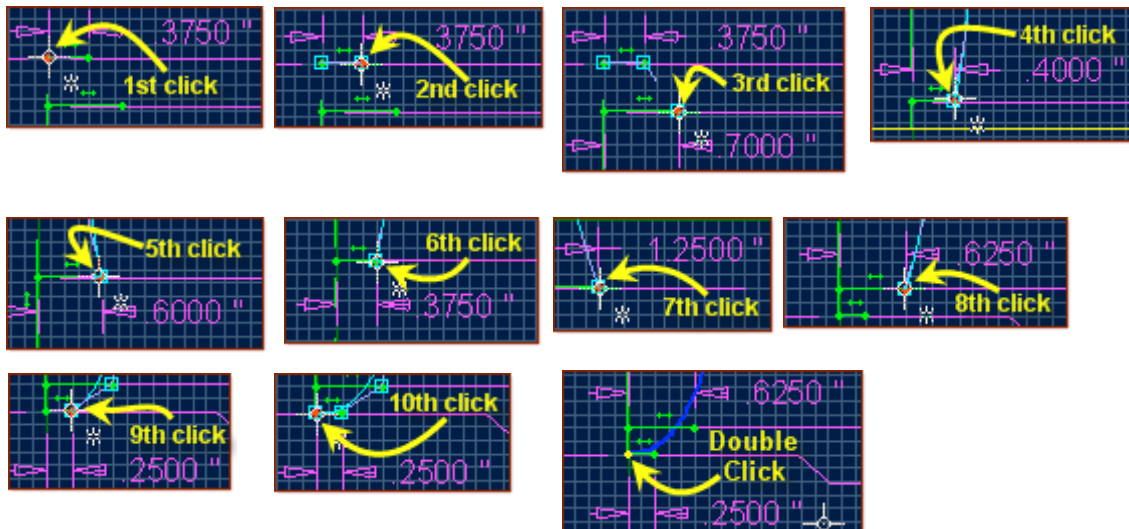 .3750 "
1st click
.3750 "
2nd click
.3750 "
3rd click
.7000 "
4th click
.4000 "
5th click
.6000 "
6th click
.3750 "
1.2500 "
7th click
.6250 "
8th click
9th click
.2500 "
10th click
.2500 "
.6250 "
Double
Click
.2500 "